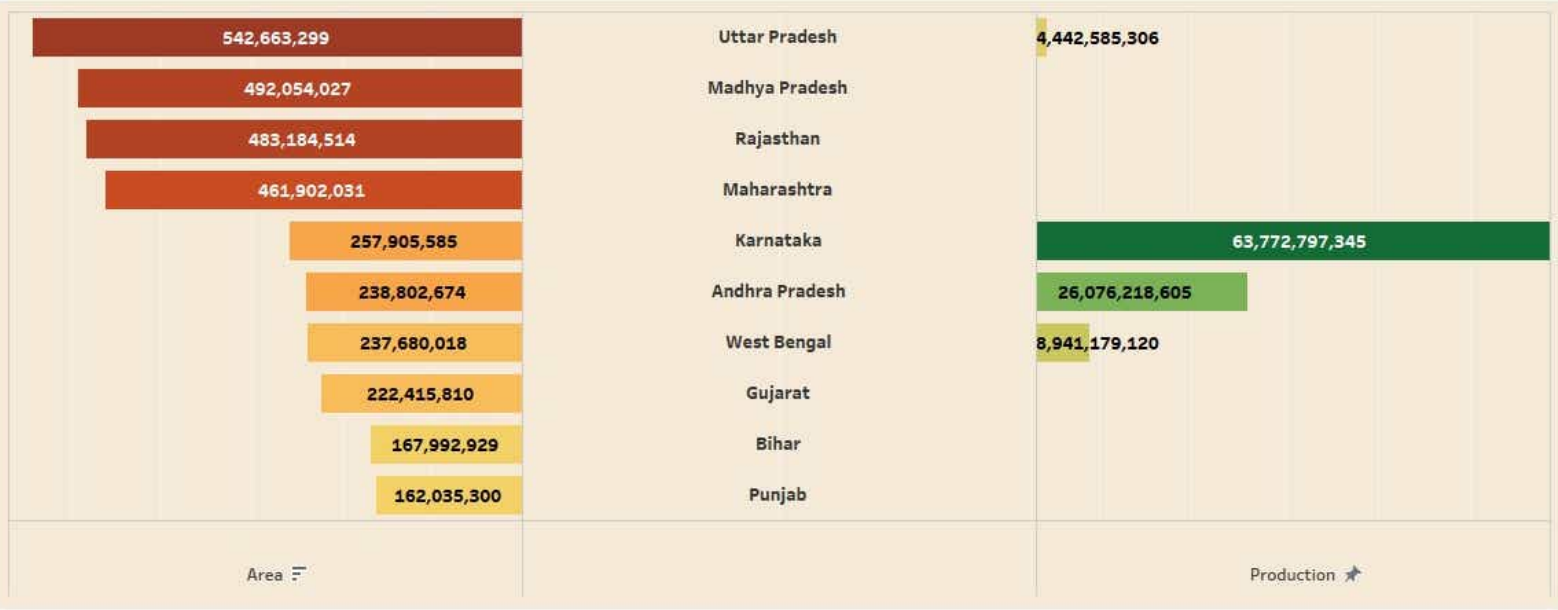 542,663,299 Uttar Pradesh 4,442,585,306
492,054,027 Madhya Pradesh
483,184,514 Rajasthan
461,902,031 Maharashtra
257,905,585 Karnataka 63,772,797,345
238,802,674 Andhra Pradesh 26,076,218,605
237,680,018 West Bengal 8,941,179,120
222,415,810 Gujarat
167,992,929 Bihar
162,035,300 Punjab
Area Production